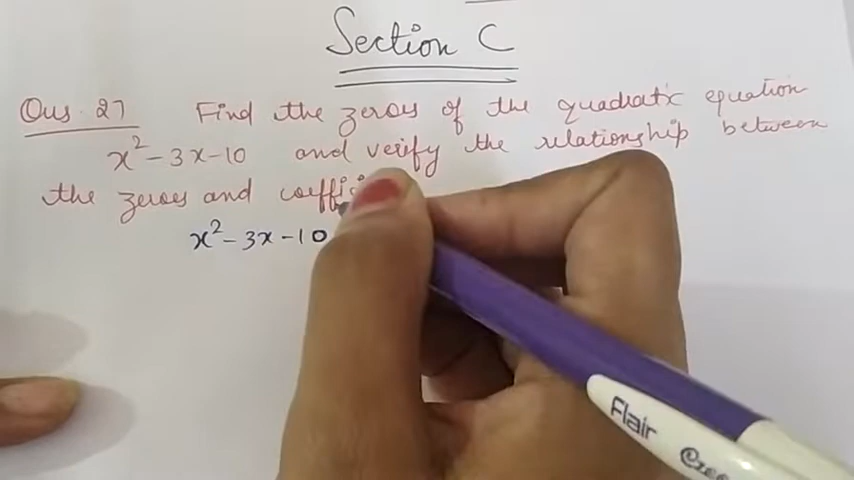 Section C
Ques. 27 Find the zeroes of the quadratic equation
x² - 3x - 10 and verify the relationship between
the zeroes and
x² - 3x - 10
Flair